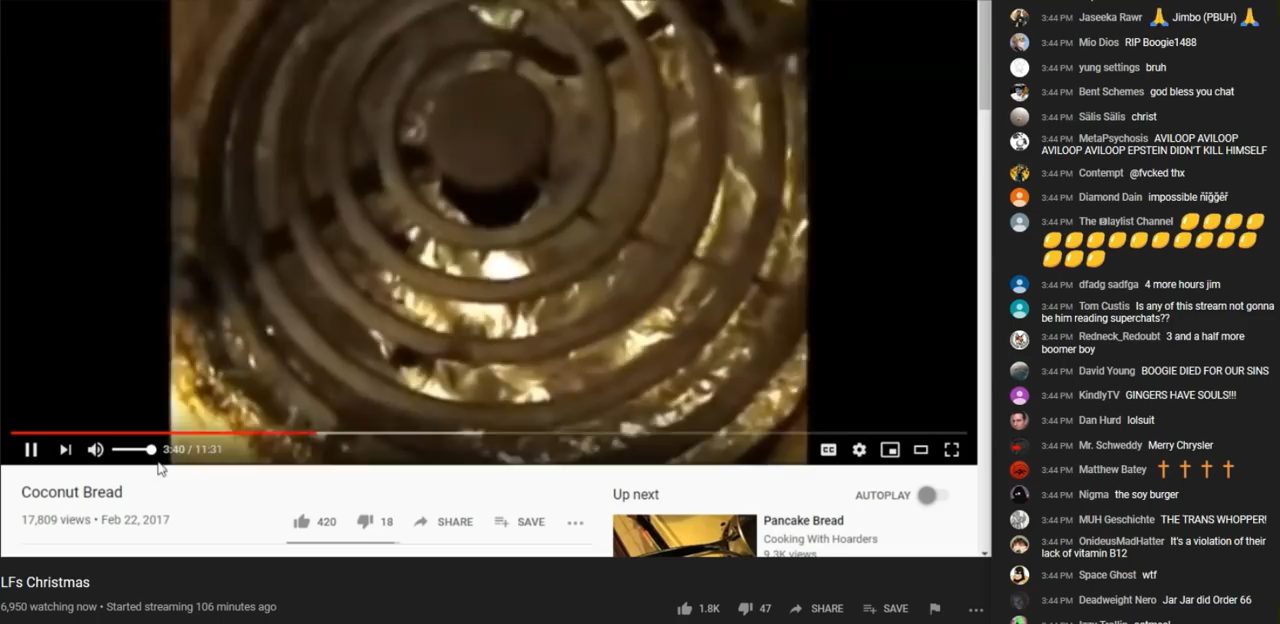 3:40 / 11:31
Coconut Bread
17,809 views • Feb 22, 2017
420
18
SHARE
SAVE
Up next
AUTOPLAY
Pancake Bread
Cooking With Hoarders
9.3K views
LFs Christmas
6,950 watching now • Started streaming 106 minutes ago
1.8K
47
SHARE
SAVE
3:44 PM Jaseeka Rawr 🙏 Jimbo (PBUH) 🙏
3:44 PM Mio Dios RIP Boogie1488
3:44 PM yung settings bruh
3:44 PM Bent Schemes god bless you chat
3:44 PM Sälis Sälis christ
3:44 PM MetaPsychosis AVILOOP AVILOOP
AVILOOP AVILOOP EPSTEIN DIDN'T KILL HIMSELF
3:44 PM Contempt @fvcked thx
3:44 PM Diamond Dain impossible ñïğğêř
3:44 PM The 🅱laylist Channel 🍋🍋🍋🍋
🍋🍋🍋🍋🍋🍋🍋🍋🍋🍋
🍋🍋🍋
3:44 PM dfadg sadfga 4 more hours jim
3:44 PM Tom Custis Is any of this stream not gonna
be him reading superchats??
3:44 PM Redneck_Redoubt 3 and a half more
boomer boy
3:44 PM David Young BOOGIE DIED FOR OUR SINS
3:44 PM KindlyTV GINGERS HAVE SOULS!!!
3:44 PM Dan Hurd lolsuit
3:44 PM Mr. Schweddy Merry Chrysler
3:44 PM Matthew Batey ✝ ✝ ✝ ✝
3:44 PM Nigma the soy burger
3:44 PM MUH Geschichte THE TRANS WHOPPER!
3:44 PM OnideusMadHatter It's a violation of their
lack of vitamin B12
3:44 PM Space Ghost wtf
3:44 PM Deadweight Nero Jar Jar did Order 66